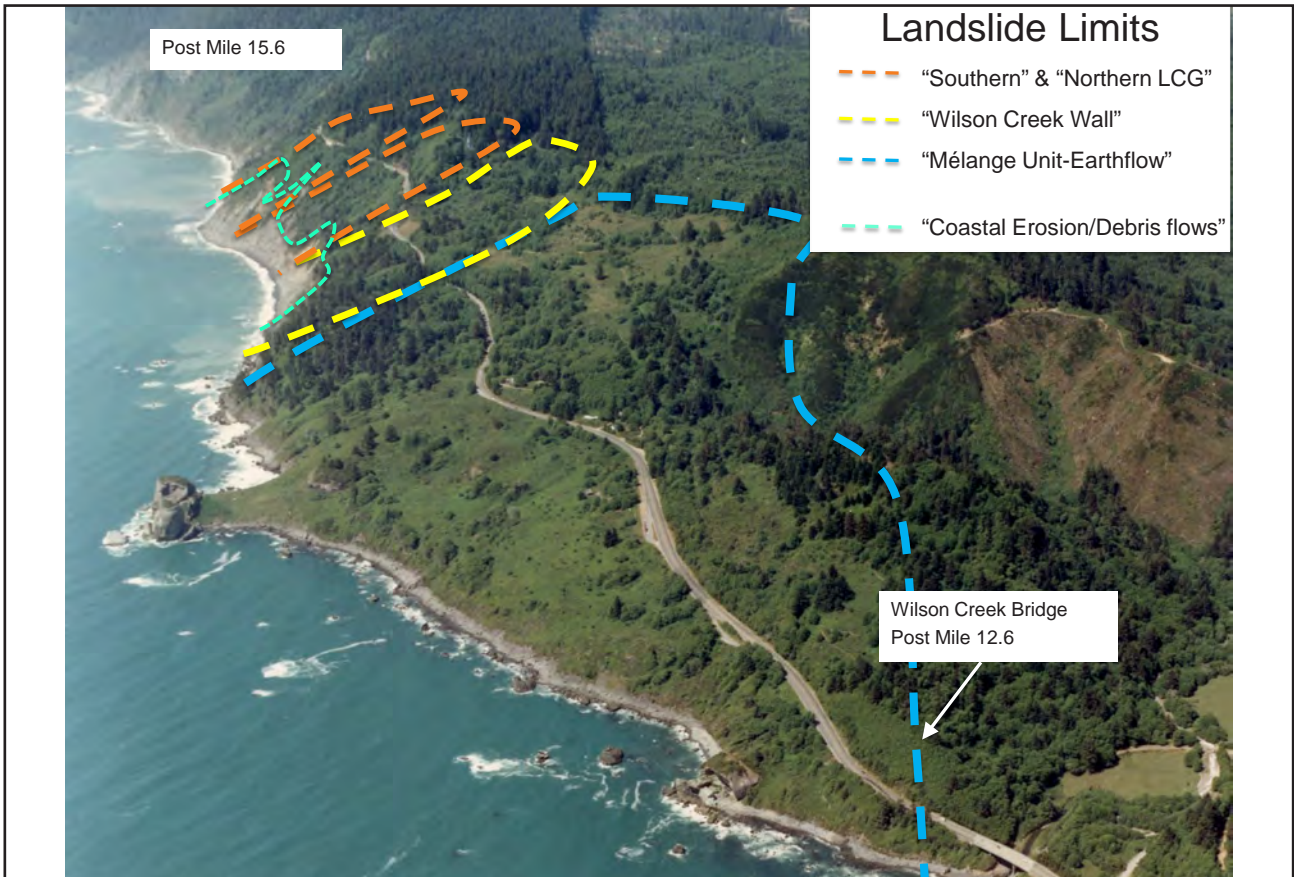 Post Mile 15.6
Landslide Limits
“Southern” & “Northern LCG”
“Wilson Creek Wall”
“Mélange Unit-Earthflow”
“Coastal Erosion/Debris flows”
Wilson Creek Bridge
Post Mile 12.6